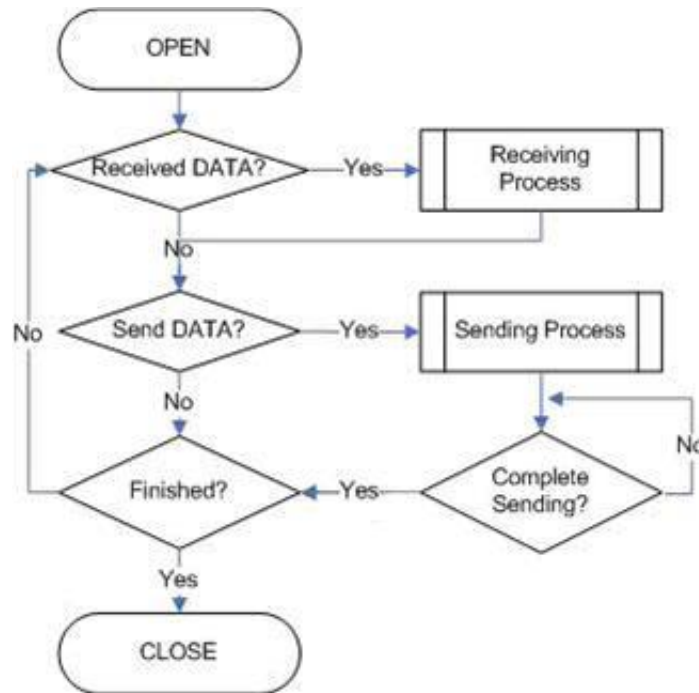 OPEN
Received DATA?
Yes
Receiving
Process
No
Send DATA?
Yes
Sending Process
No
No
Finished?
Yes
Complete
Sending?
No
Yes
CLOSE